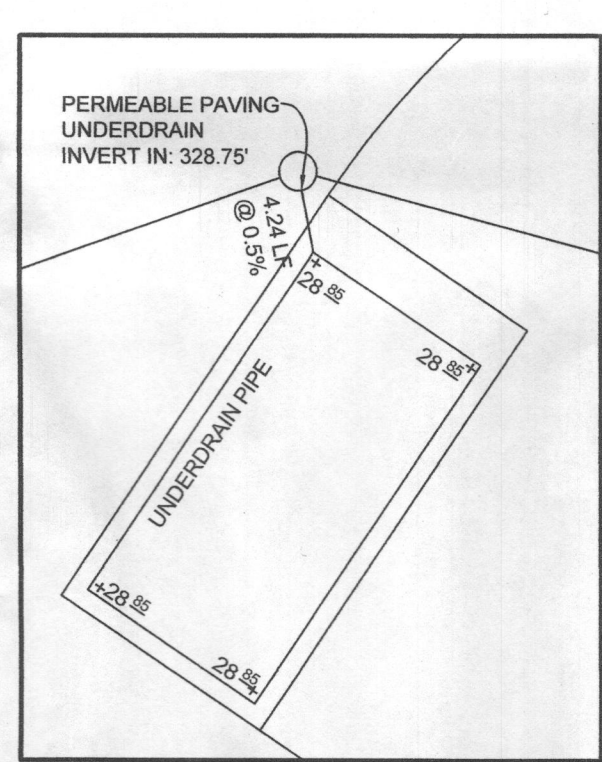 PERMEABLE PAVING
UNDERDRAIN
INVERT IN: 328.75'
4.24 LF
@ 0.5%
28 85
28 85
UNDERDRAIN PIPE
28 85
28 85